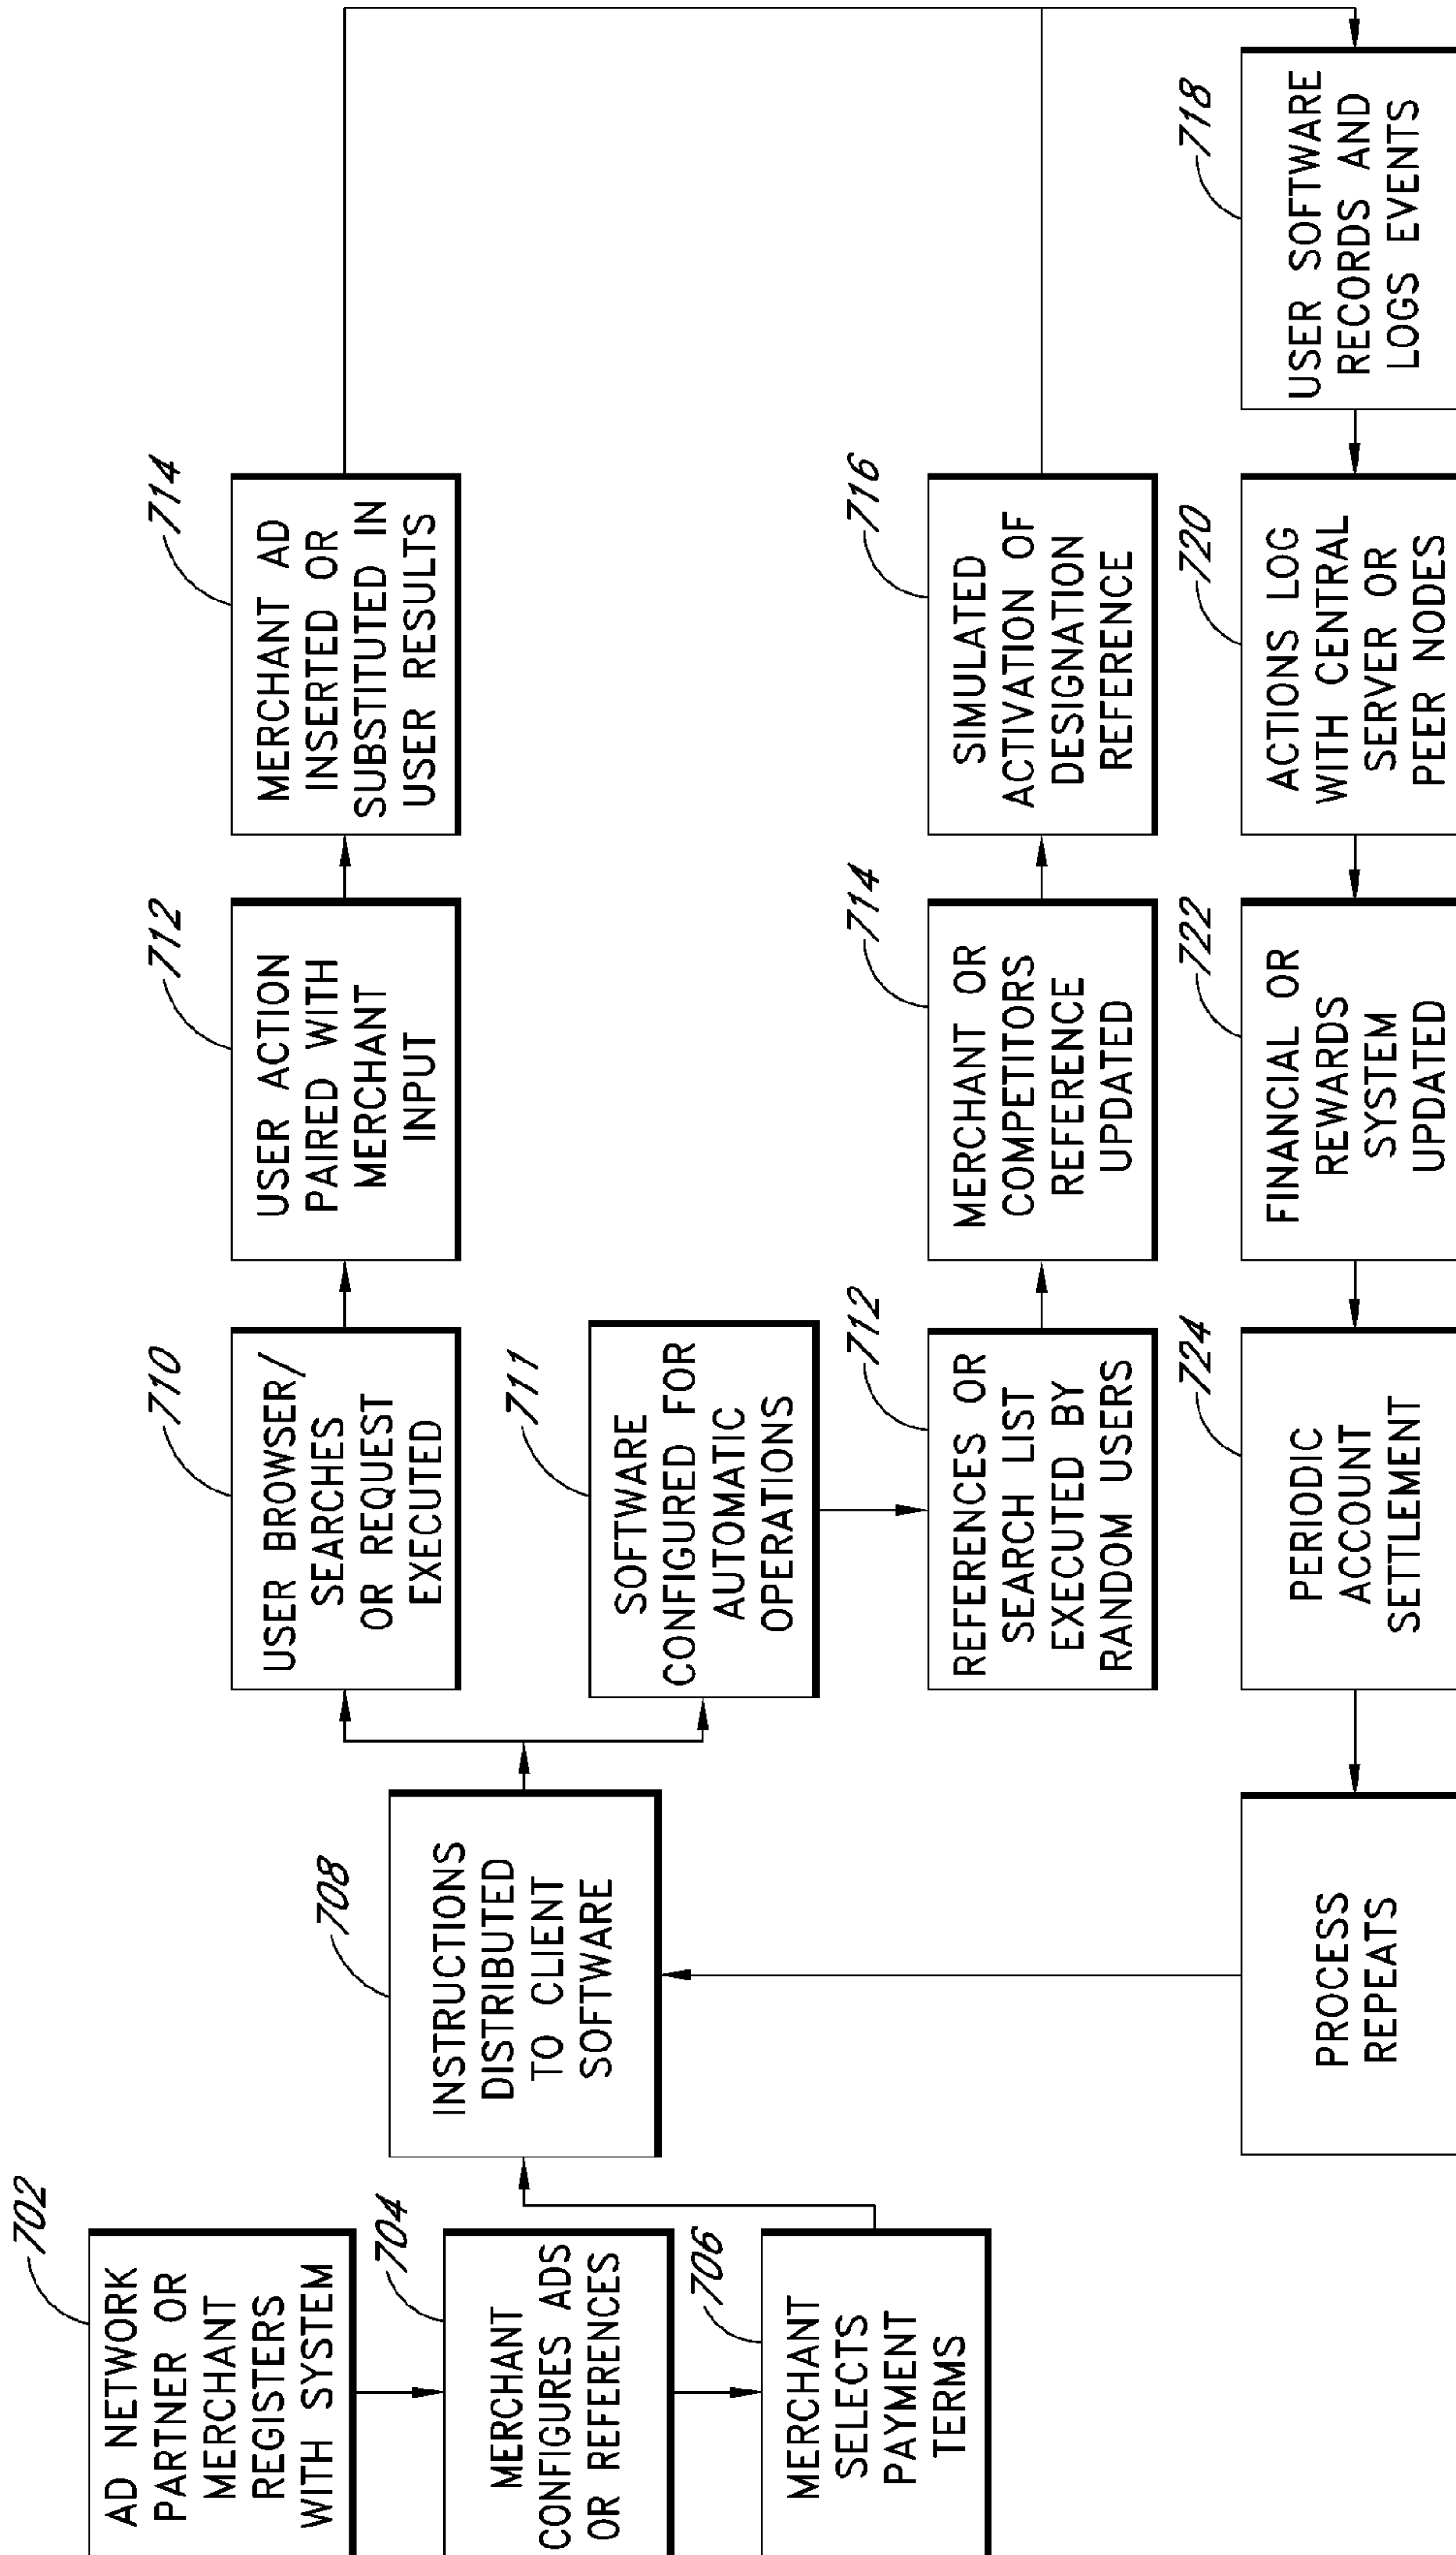 702
AD NETWORK
PARTNER OR
MERCHANT
REGISTERS
WITH SYSTEM
704
MERCHANT
CONFIGURES ADS
OR REFERENCES
706
MERCHANT
SELECTS
PAYMENT
TERMS
708
INSTRUCTIONS
DISTRIBUTED
TO CLIENT
SOFTWARE
710
USER BROWSER/
SEARCHES
OR REQUEST
EXECUTED
712
USER ACTION
PAIRED WITH
MERCHANT
INPUT
714
MERCHANT AD
INSERTED OR
SUBSTITUTED IN
USER RESULTS
711
SOFTWARE
CONFIGURED FOR
AUTOMATIC
OPERATIONS
712
REFERENCES OR
SEARCH LIST
EXECUTED BY
RANDOM USERS
714
MERCHANT OR
COMPETITORS
REFERENCE
UPDATED
716
SIMULATED
ACTIVATION OF
DESIGNATION
REFERENCE
718
USER SOFTWARE
RECORDS AND
LOGS EVENTS
720
ACTIONS LOG
WITH CENTRAL
SERVER OR
PEER NODES
722
FINANCIAL OR
REWARDS
SYSTEM
UPDATED
724
PERIODIC
ACCOUNT
SETTLEMENT
PROCESS
REPEATS